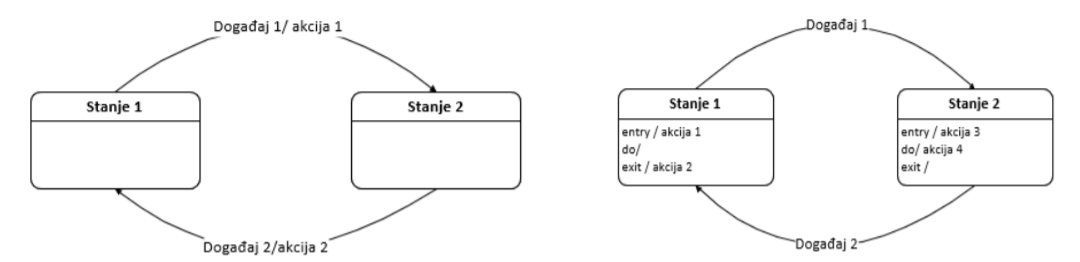 Događaj 1/ akcija 1
Stanje 1
Stanje 2
Događaj 2/akcija 2
Događaj 1
Stanje 1
entry / akcija 1
do/
exit / akcija 2
Stanje 2
entry / akcija 3
do/ akcija 4
exit /
Događaj 2